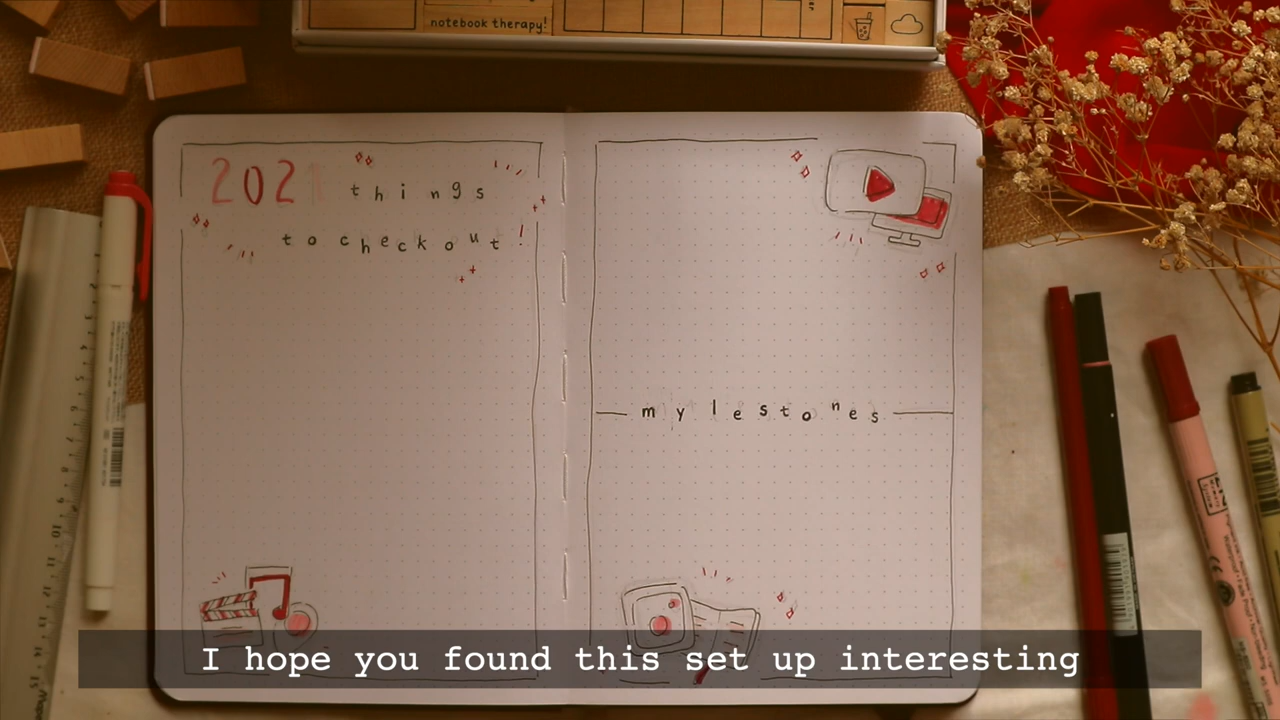 notebook therapy!
2021 things
to checkout!
mylestones
I hope you found this set up interesting